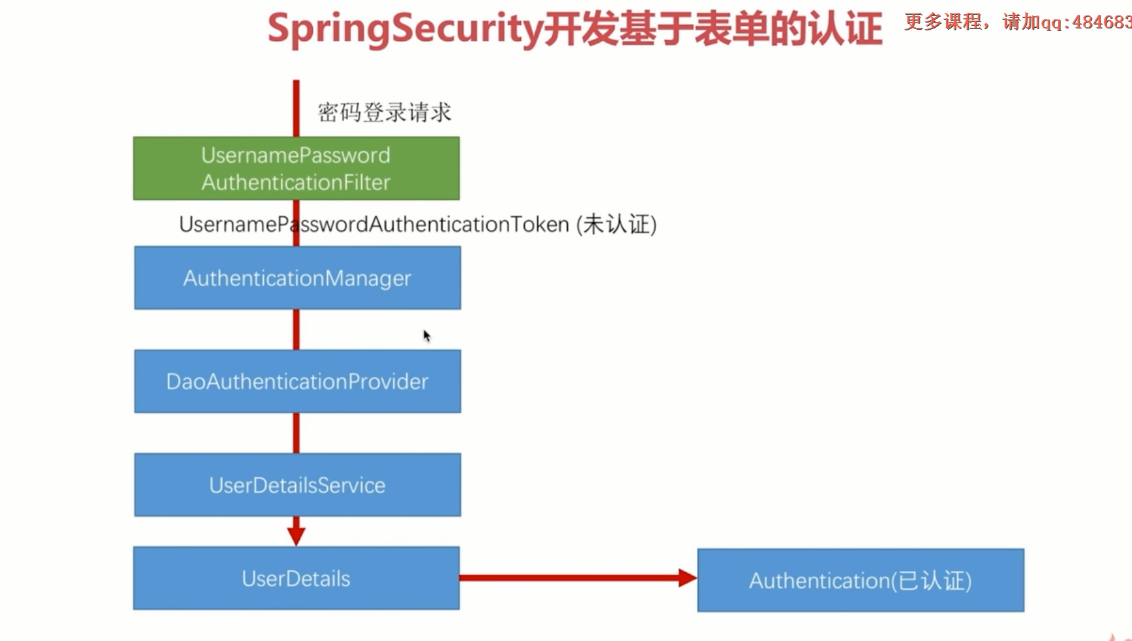 SpringSecurity开发基于表单的认证
更多课程，请加qq:484683
密码登录请求
UsernamePassword
AuthenticationFilter
UsernamePasswordAuthenticationToken (未认证)
AuthenticationManager
DaoAuthenticationProvider
UserDetailsService
UserDetails
Authentication(已认证)